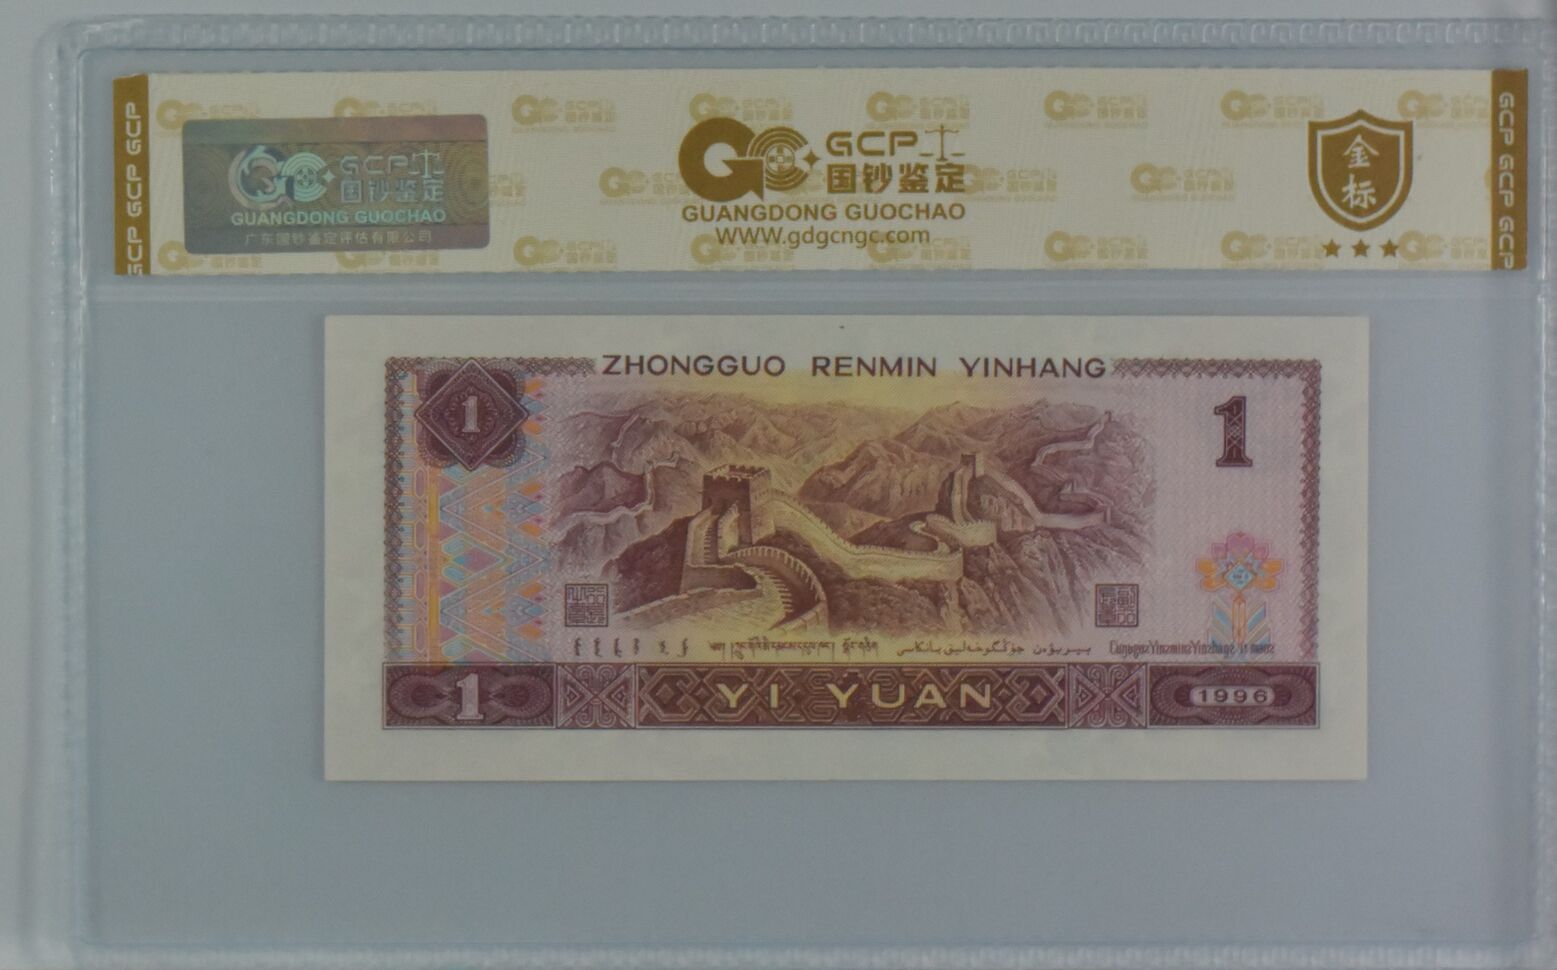 GCP GCP GCP
GCP
国钞鉴定
GUANGDONG GUOCHAO
广东国钞鉴定评估有限公司
GCP
国钞鉴定
GUANGDONG GUOCHAO
WWW.gdgcngc.com
金
标
GCP GCP GCP
ZHONGGUO RENMIN YINHANG
1
1
1
YI YUAN
1996